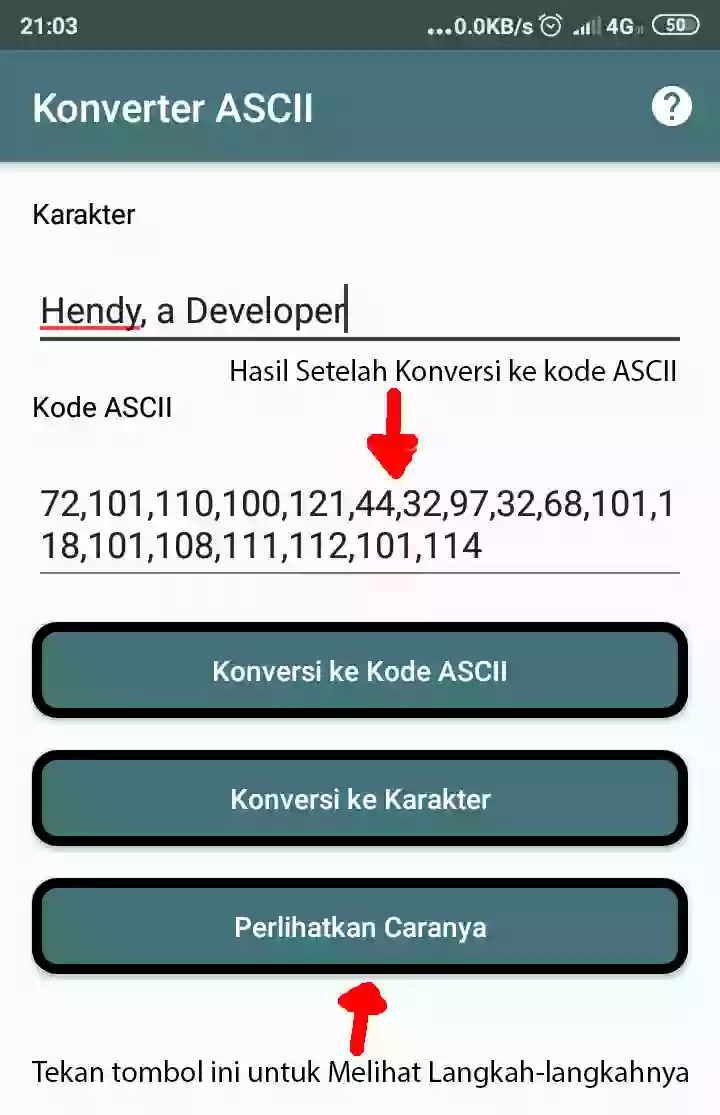 21:03
...0.0KB/s 4G 50
Konverter ASCII
?
Karakter
Hendy, a Developer
Hasil Setelah Konversi ke kode ASCII
Kode ASCII
72,101,110,100,121,44,32,97,32,68,101,1
18,101,108,111,112,101,114
Konversi ke Kode ASCII
Konversi ke Karakter
Perlihatkan Caranya
Tekan tombol ini untuk Melihat Langkah-langkahnya